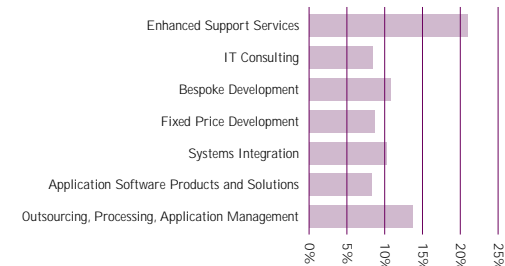 Enhanced Support Services
IT Consulting
Bespoke Development
Fixed Price Development
Systems Integration
Application Software Products and Solutions
Outsourcing, Processing, Application Management
0%
5%
10%
15%
20%
25%